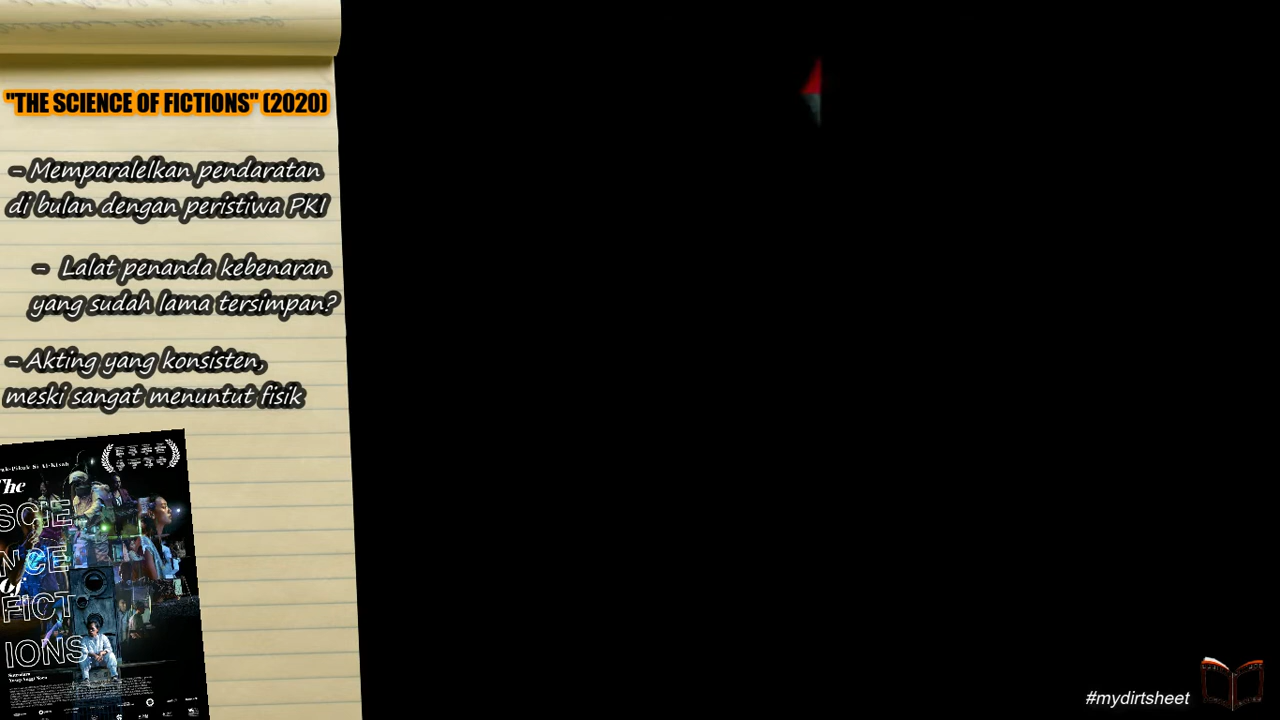 "THE SCIENCE OF FICTIONS" (2020)
- Memparalelkan pendaratan
di bulan dengan peristiwa PKI
- Lalat penanda kebenaran
yang sudah lama tersimpan?
- Akting yang konsisten,
meski sangat menuntut fisik
The
SCIE
NCE
Of
FICT
IONS
#mydirtsheet